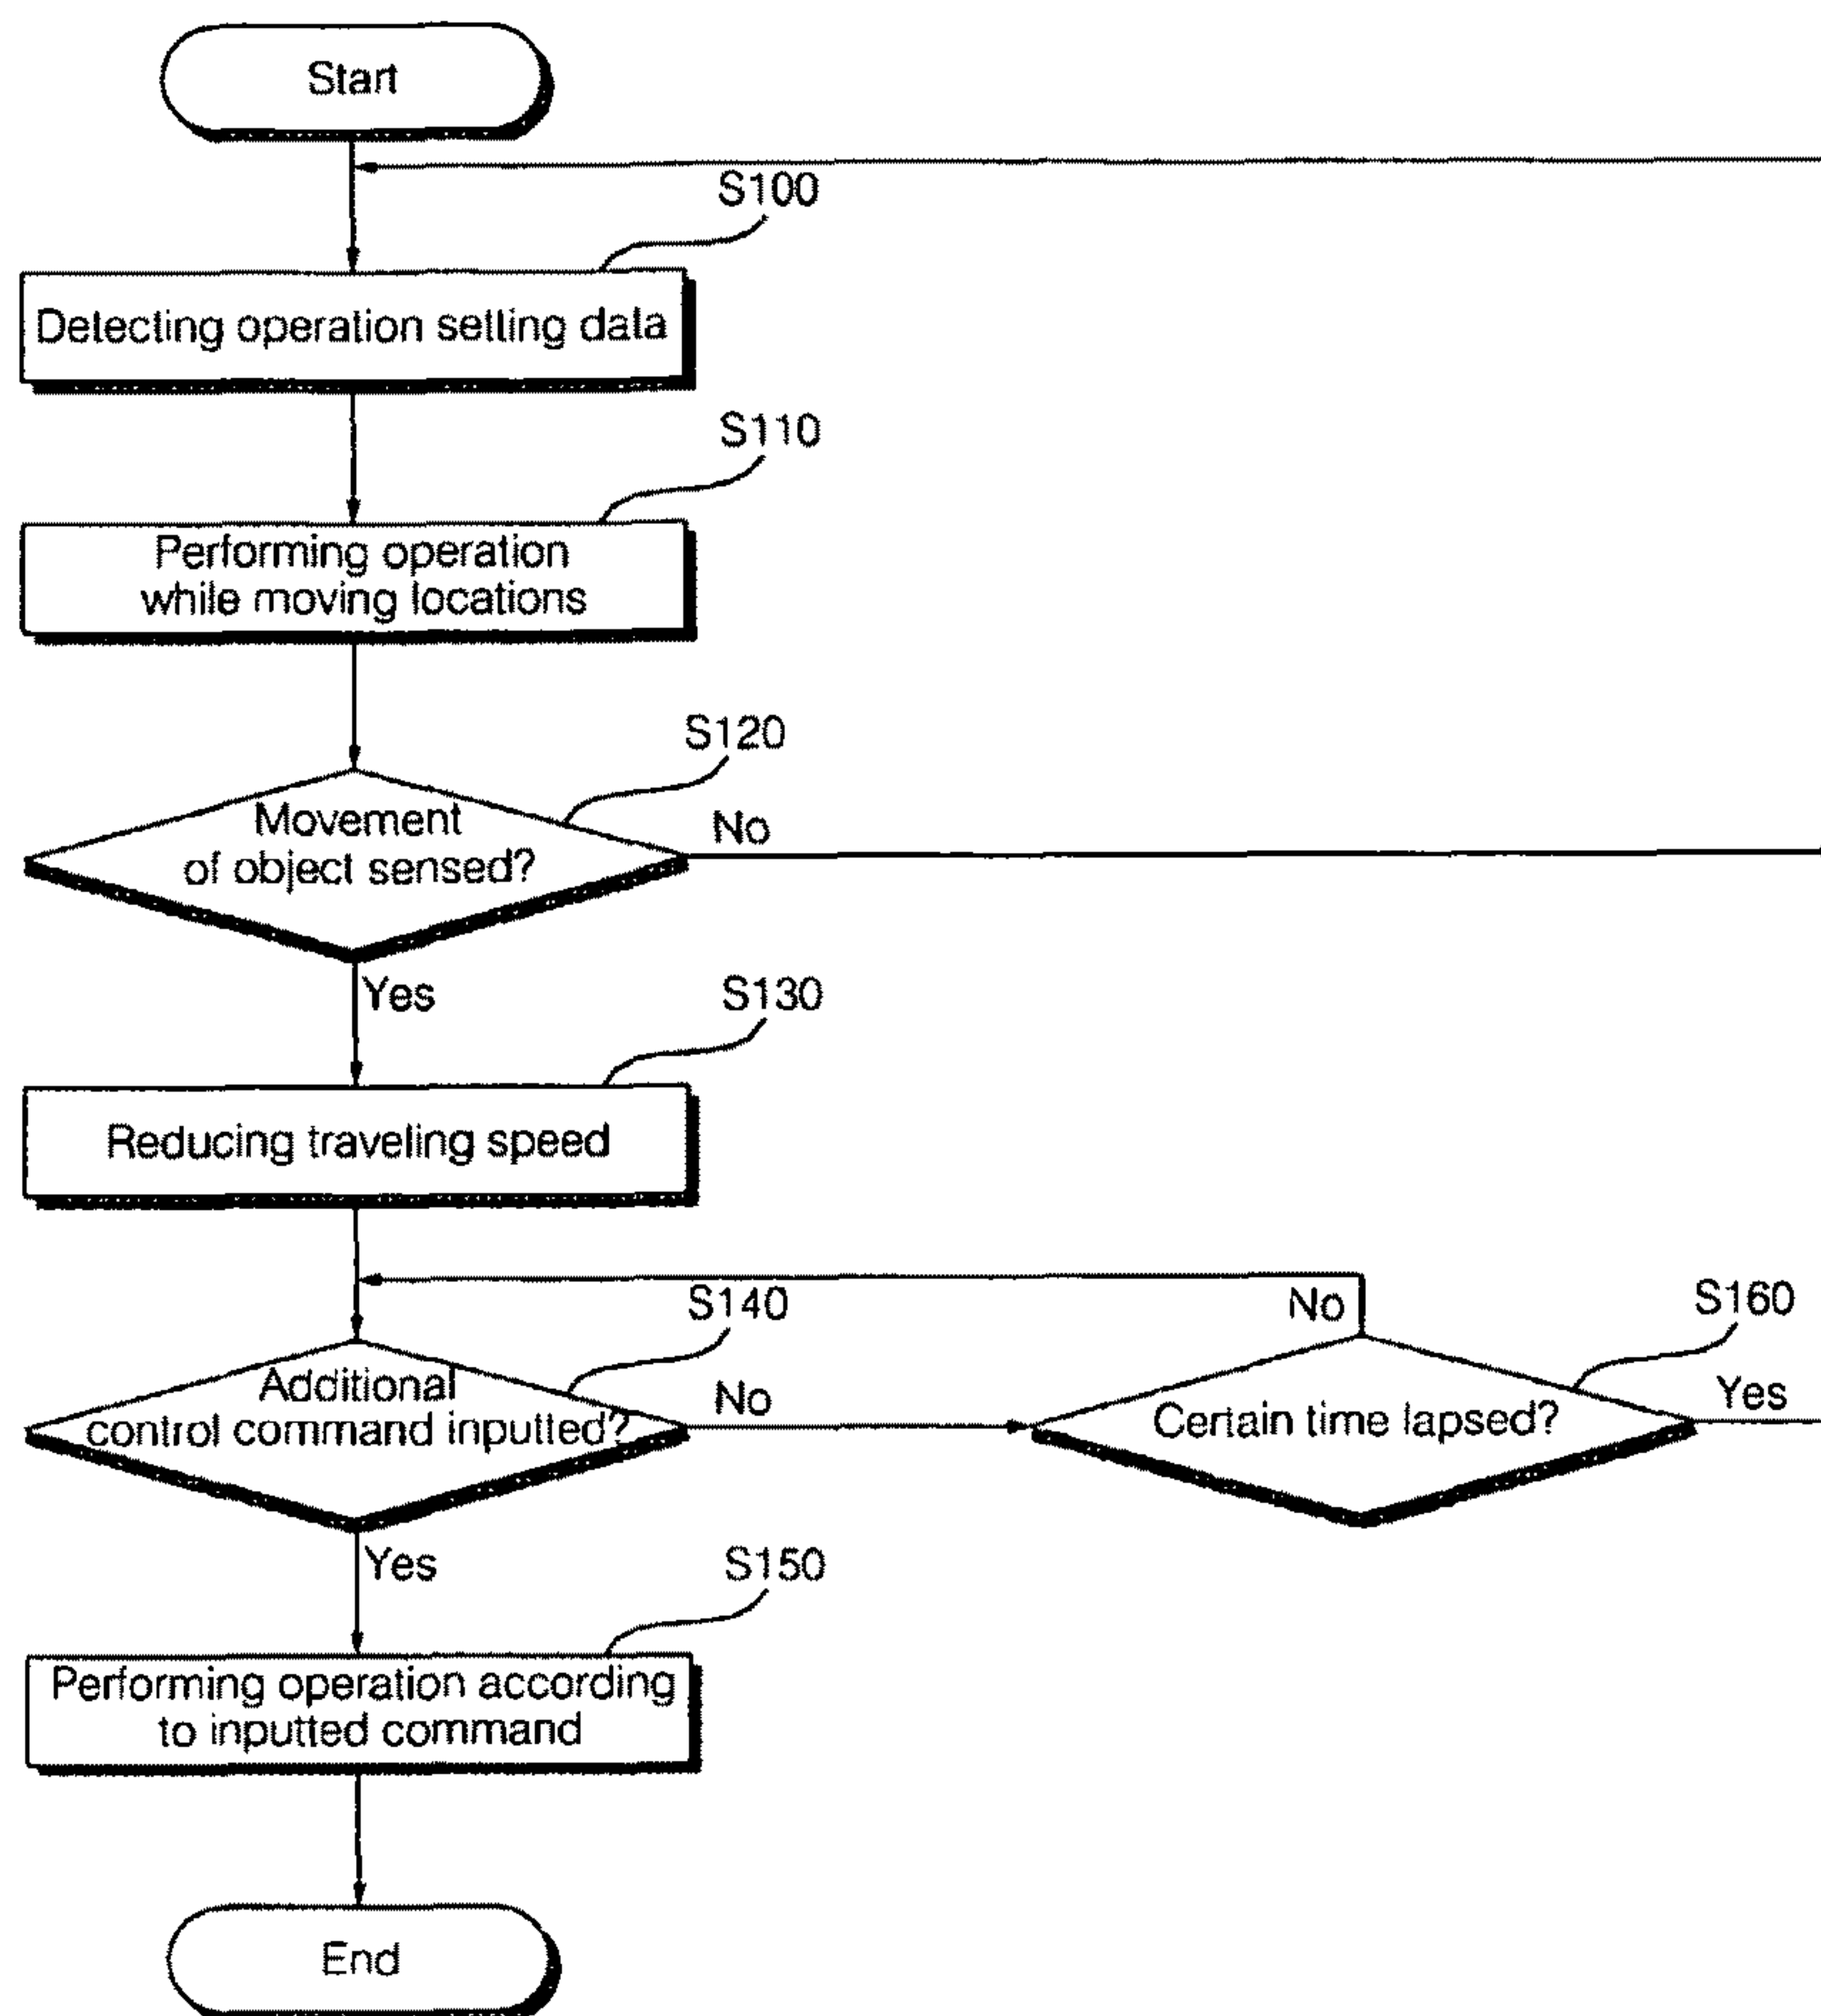 Start
S100
Detecting operation setting data
S110
Performing operation
while moving locations
S120
Movement
of object sensed?
No
Yes
S130
Reducing traveling speed
S140
Additional
control command inputted?
No
No
S160
Certain time lapsed?
Yes
Yes
S150
Performing operation according
to inputted command
End